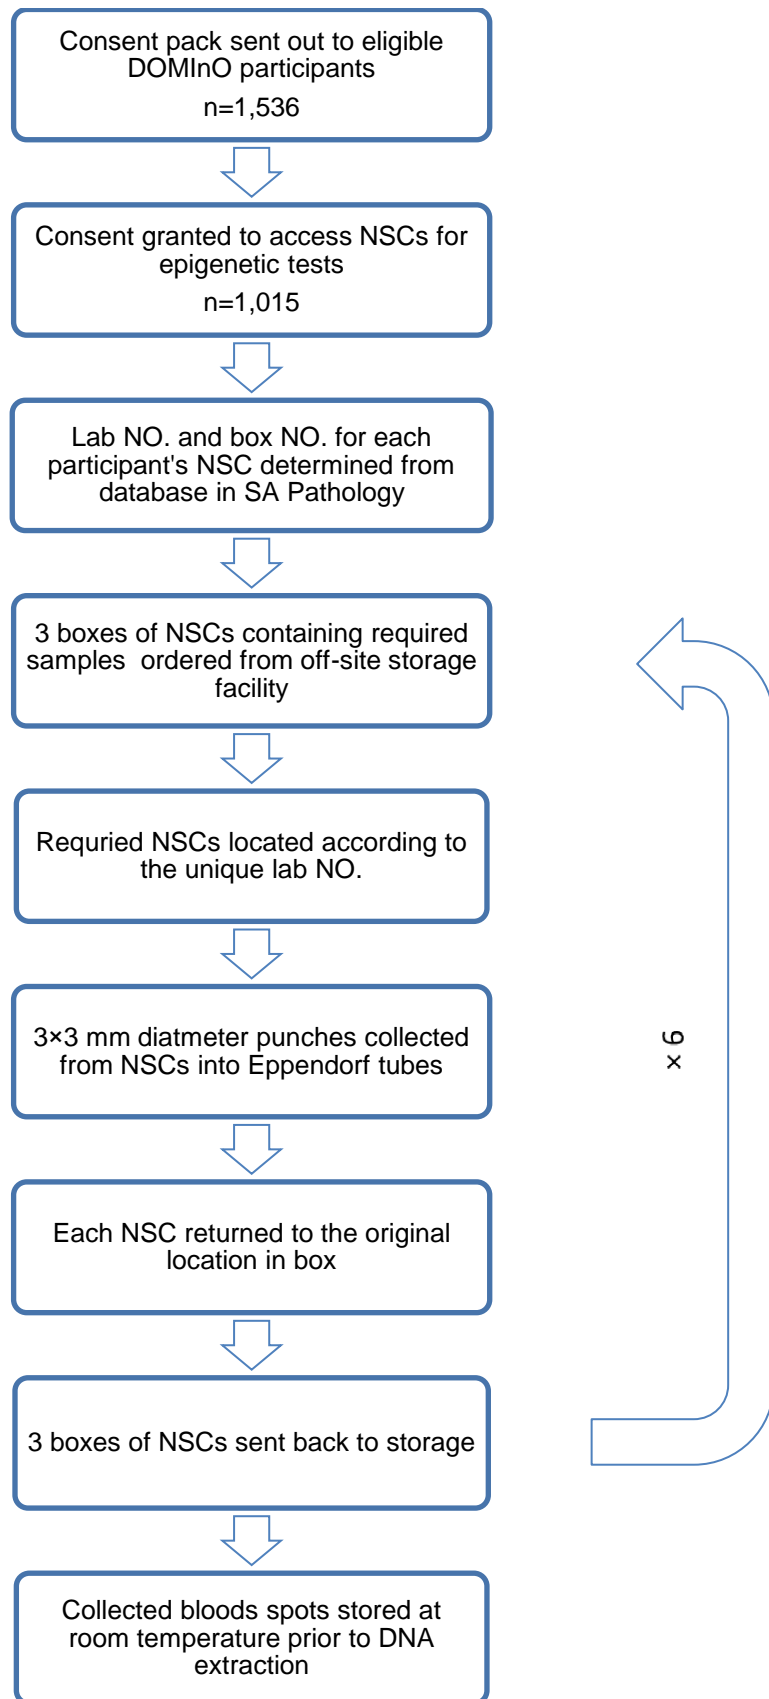 Consent pack sent out to eligible
DOMInO participants
n=1,536
Consent granted to access NSCs for
epigenetic tests
n=1,015
Lab NO. and box NO. for each
participant's NSC determined from
database in SA Pathology
3 boxes of NSCs containing required
samples ordered from off-site storage
facility
Requried NSCs located according to
the unique lab NO.
3×3 mm diatmeter punches collected
from NSCs into Eppendorf tubes
× 6
Each NSC returned to the original
location in box
3 boxes of NSCs sent back to storage
Collected bloods spots stored at
room temperature prior to DNA
extraction